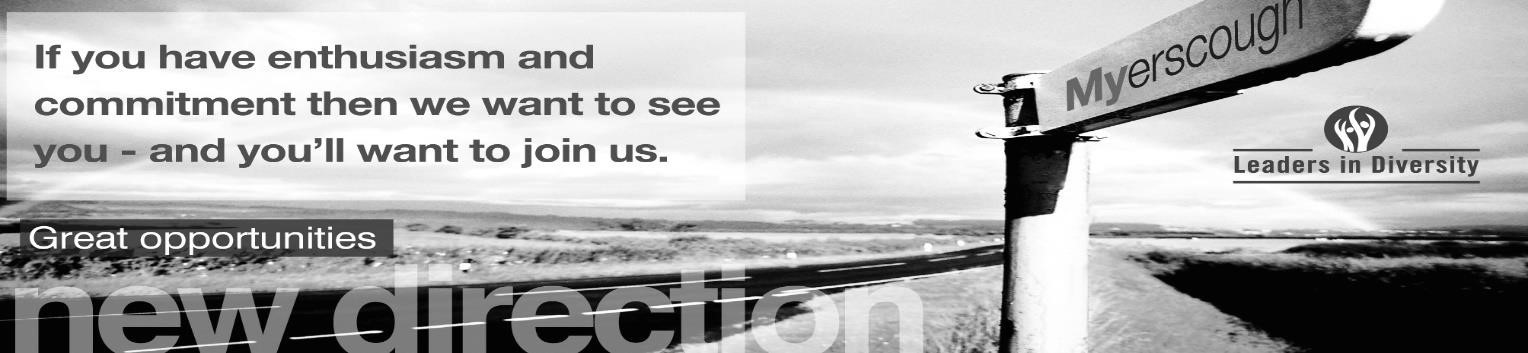 If you have enthusiasm and
commitment then we want to see
you - and you'll want to join us.
Great opportunities
new direction
Myerscough
Leaders in Diversity